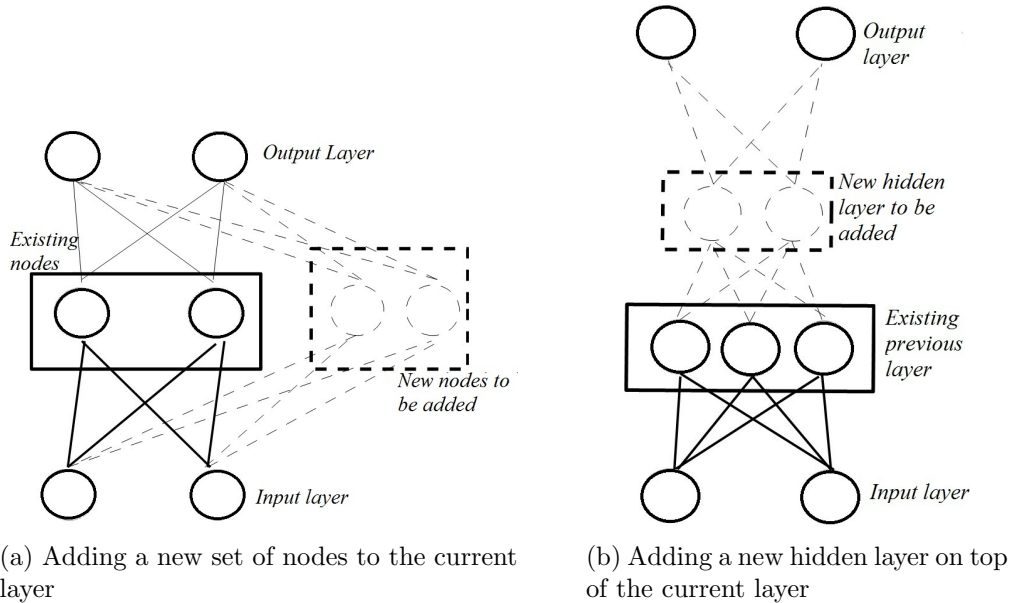 Output Layer
Existing
nodes
New nodes to
be added
Input layer
(a) Adding a new set of nodes to the current
layer
Output
layer
New hidden
layer to be
added
Existing
previous
layer
Input layer
(b) Adding a new hidden layer on top
of the current layer